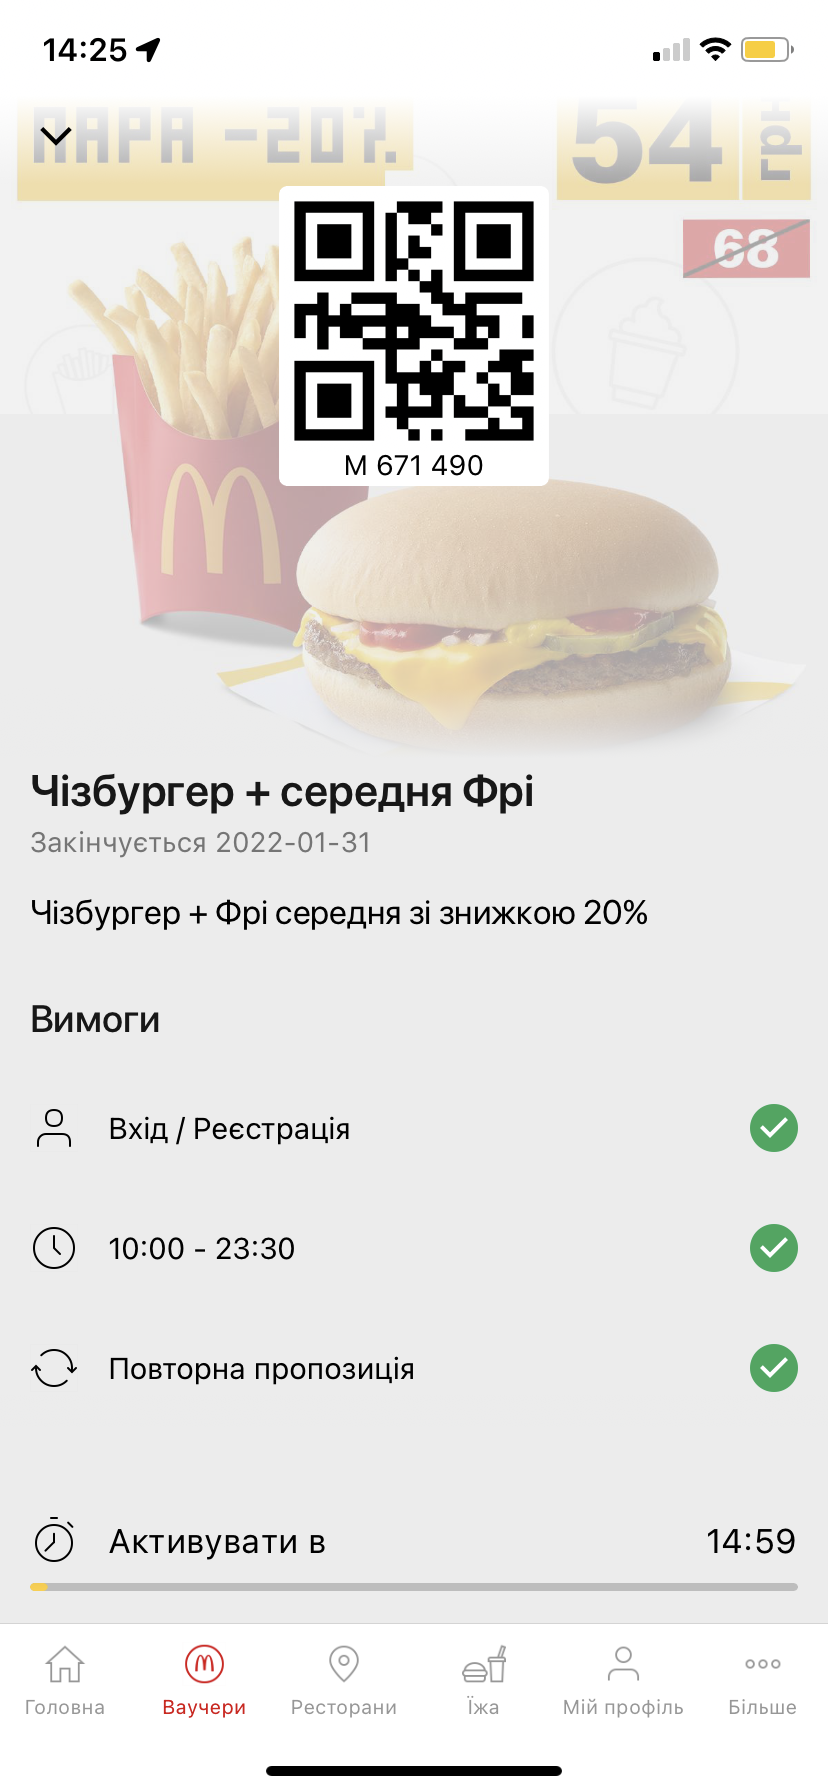 14:25
ПАРА -20%
54 грн
68
М 671 490
Чізбургер + середня Фрі
Закінчується 2022-01-31
Чізбургер + Фрі середня зі знижкою 20%
Вимоги
Вхід / Реєстрація
10:00 - 23:30
Повторна пропозиція
Активувати в 14:59
Головна Ваучери Ресторани Їжа Мій профіль Більше